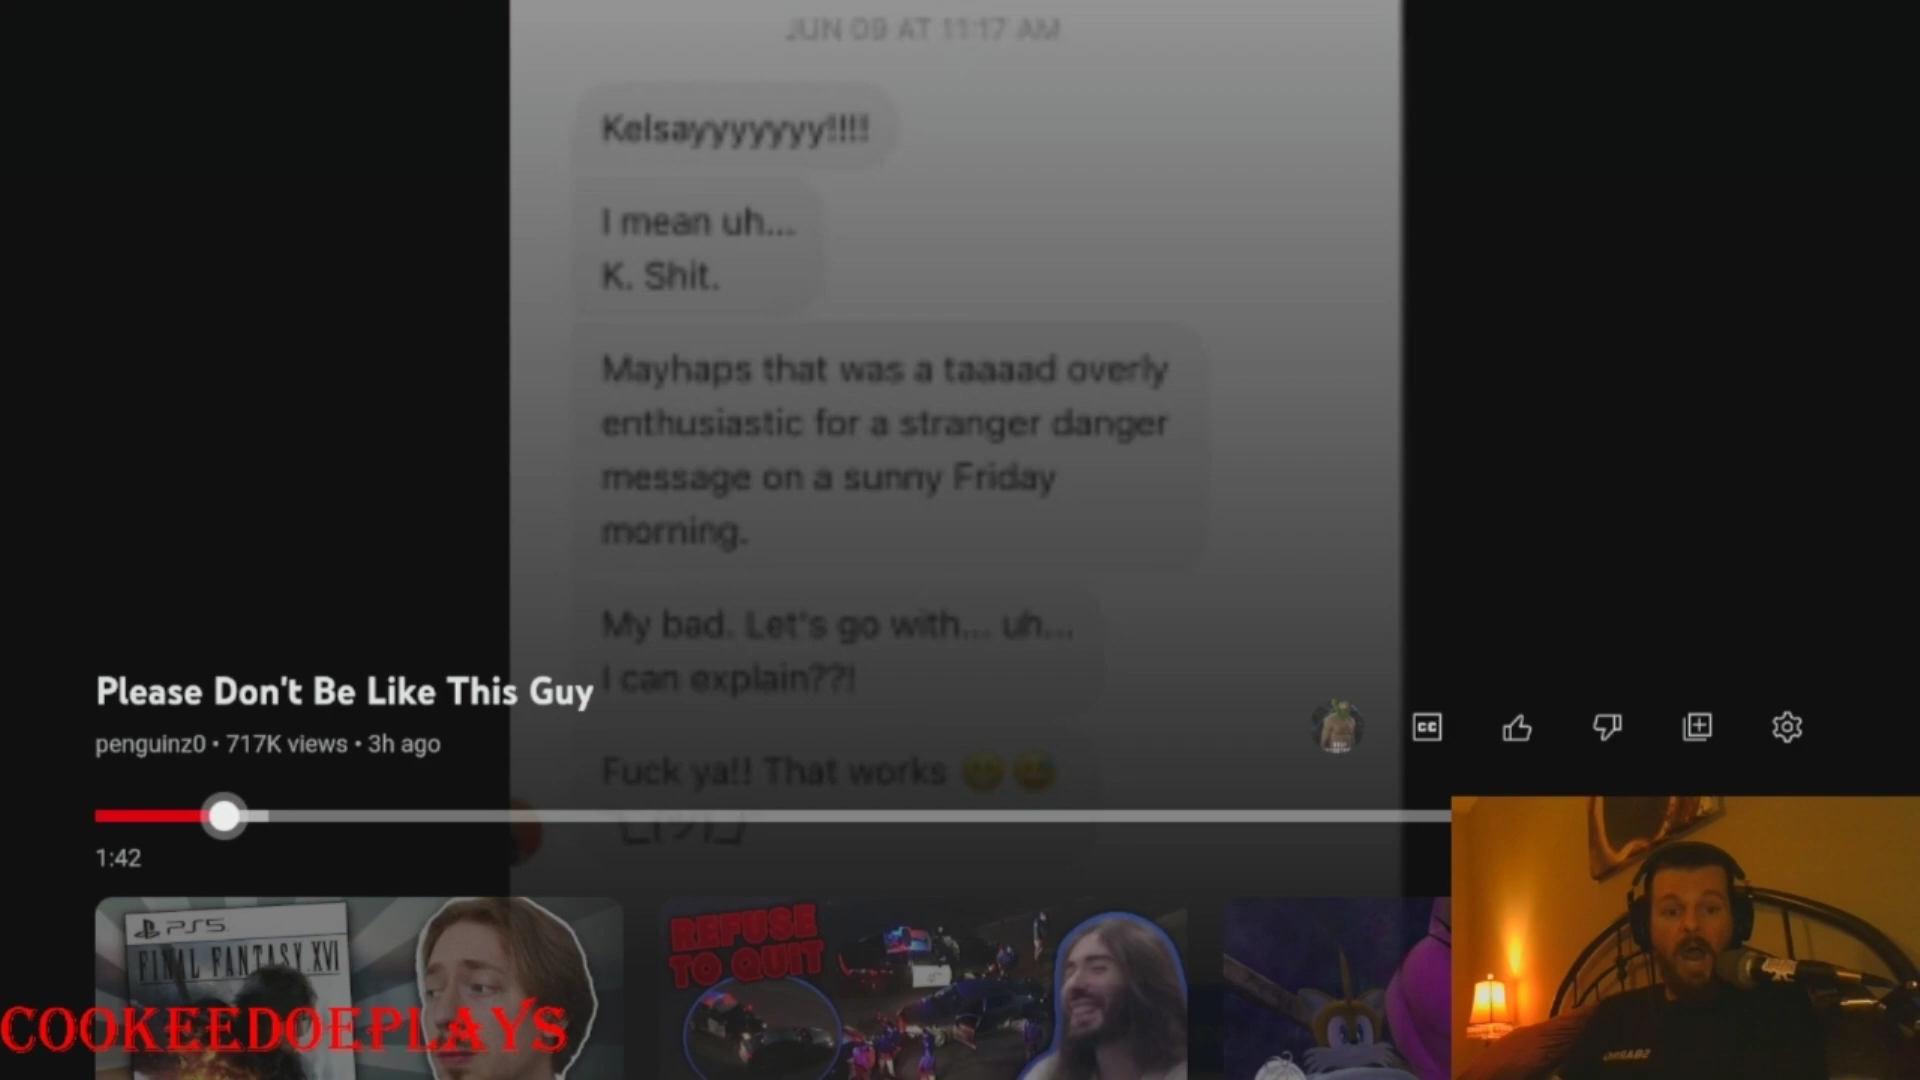 JUN 09 AT 11:17 AM
Kelsayyyyyyy!!!!
I mean uh...
K. Shit.
Mayhaps that was a taaaad overly
enthusiastic for a stranger danger
message on a sunny Friday
morning.
My bad. Let's go with... uh...
I can explain??!
Please Don't Be Like This Guy
penguinz0 • 717K views • 3h ago
CC
Fuck ya!! That works 😁😅
1:42
PS5
FINAL FANTASY XVI
REFUSE
TO QUIT
COOKEEDOEPLAYS